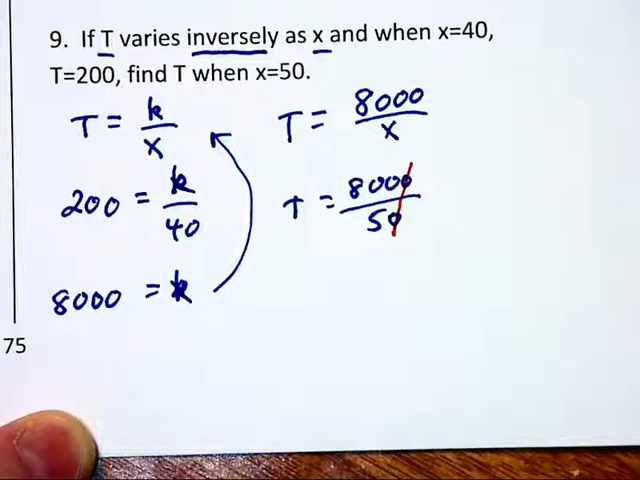 9. If T varies inversely as x and when x=40,
T=200, find T when x=50.
T = k/x
200 = k/40
8000 = k
T = 8000/x
T = 8000/50
75